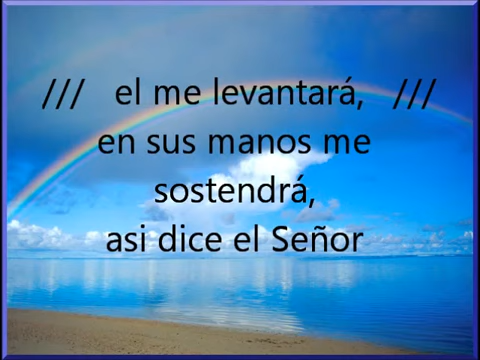 ///   el me levantará,   ///
en sus manos me
sostendrá,
asi dice el Señor